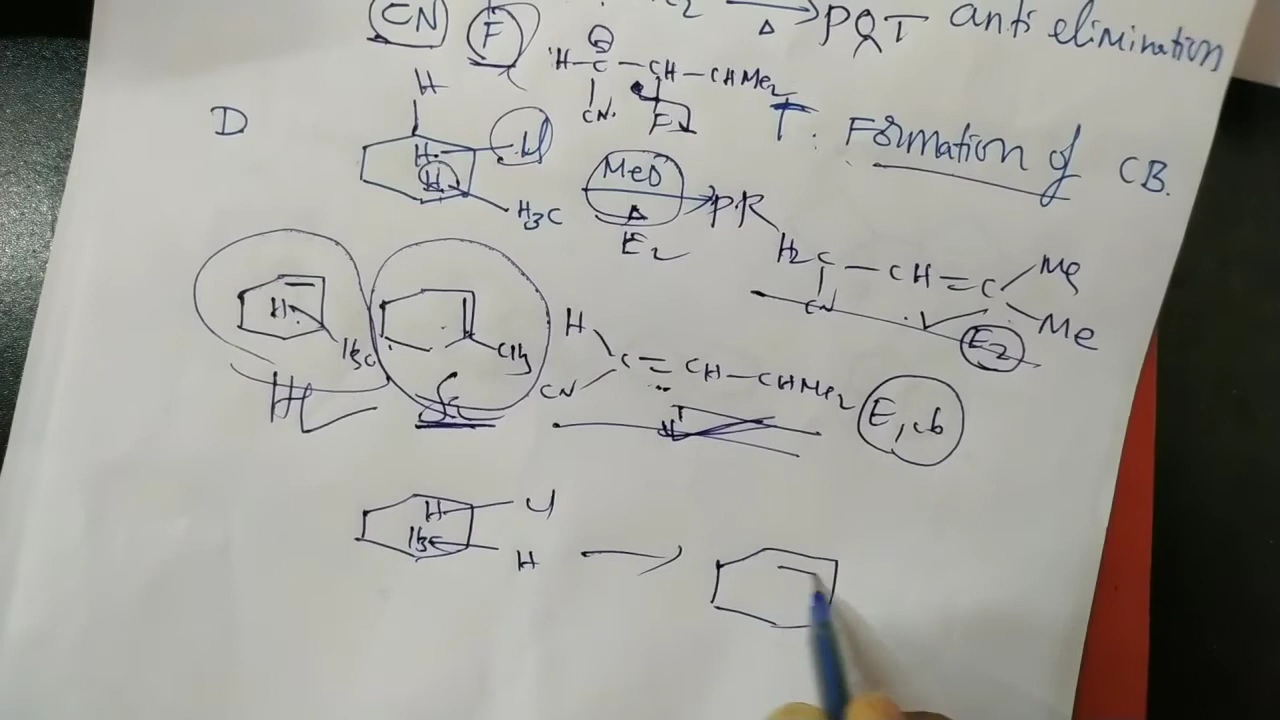 CN F
Δ PQT anti elimination
H–C–CH–CHMe2
CN. F
H
D
H
H
H3C
MeO
Δ
E2
PR
T. Formation of CB.
H2C–CH=C
CN
Me
Me
E2
H3C
CH3
H
C=CH–CHMe2
CN
E1cb
H
H3C
H